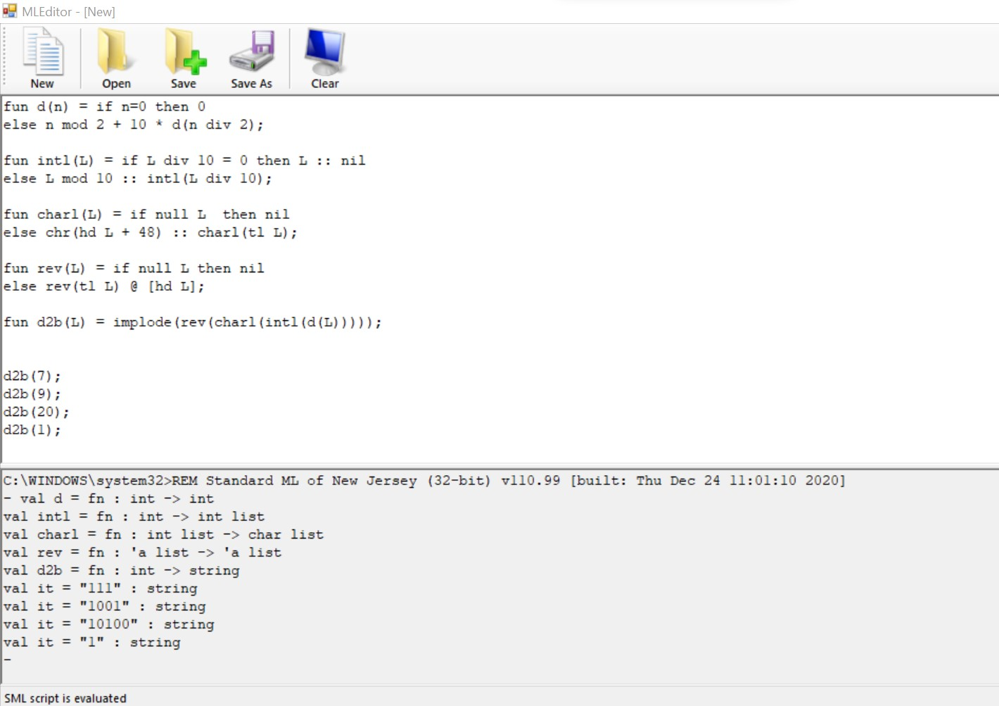 MLEditor - [New]
New Open Save Save As Clear
fun d(n) = if n=0 then 0
else n mod 2 + 10 * d(n div 2);
fun intl(L) = if L div 10 = 0 then L :: nil
else L mod 10 :: intl(L div 10);
fun charl(L) = if null L  then nil
else chr(hd L + 48) :: charl(tl L);
fun rev(L) = if null L then nil
else rev(tl L) @ [hd L];
fun d2b(L) = implode(rev(charl(intl(d(L)))));
d2b(7);
d2b(9);
d2b(20);
d2b(1);
C:\WINDOWS\system32>REM Standard ML of New Jersey (32-bit) v110.99 [built: Thu Dec 24 11:01:10 2020]
- val d = fn : int -> int
val intl = fn : int -> int list
val charl = fn : int list -> char list
val rev = fn : 'a list -> 'a list
val d2b = fn : int -> string
val it = "111" : string
val it = "1001" : string
val it = "10100" : string
val it = "1" : string
-
SML script is evaluated